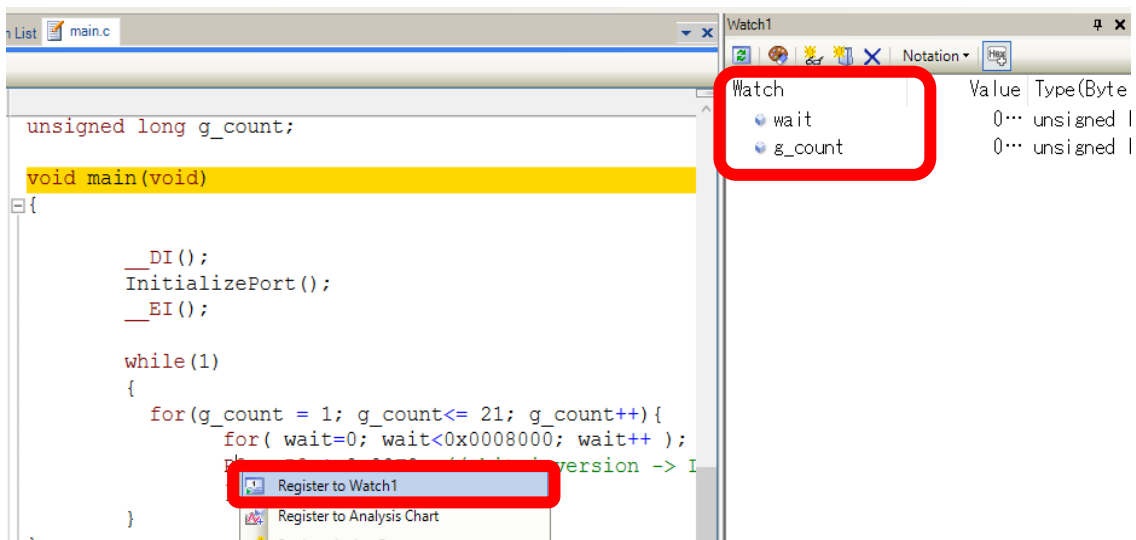 List main.c
unsigned long g_count;
void main(void)
{
__DI();
InitializePort();
__EI();
while(1)
{
for(g_count = 1; g_count<= 21; g_count++){
for( wait=0; wait<0x0008000; wait++ );
version -> I
Register to Watch1
}
Register to Analysis Chart
Watch1
Notation
Hex
Watch Value Type(Byte
wait 0… unsigned l
g_count 0… unsigned l